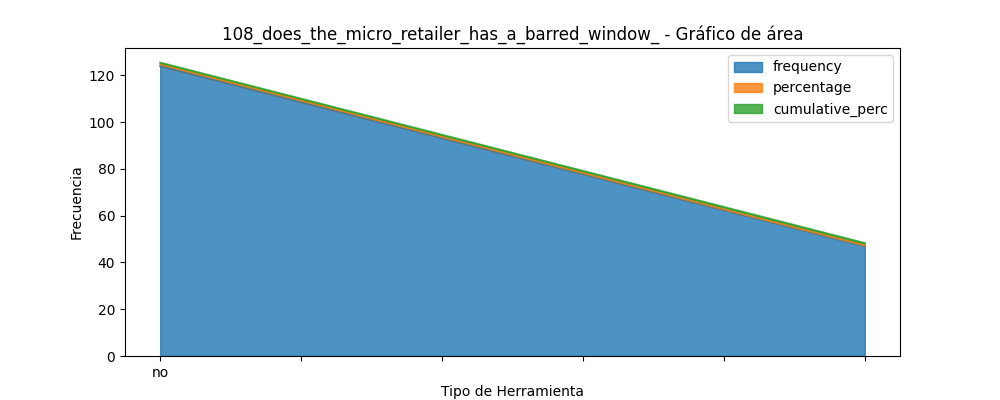 108_does_the_micro_retailer_has_a_barred_window_ - Gráfico de área
frequency
percentage
cumulative_perc
Frecuencia
120
100
80
60
40
20
0
no
Tipo de Herramienta